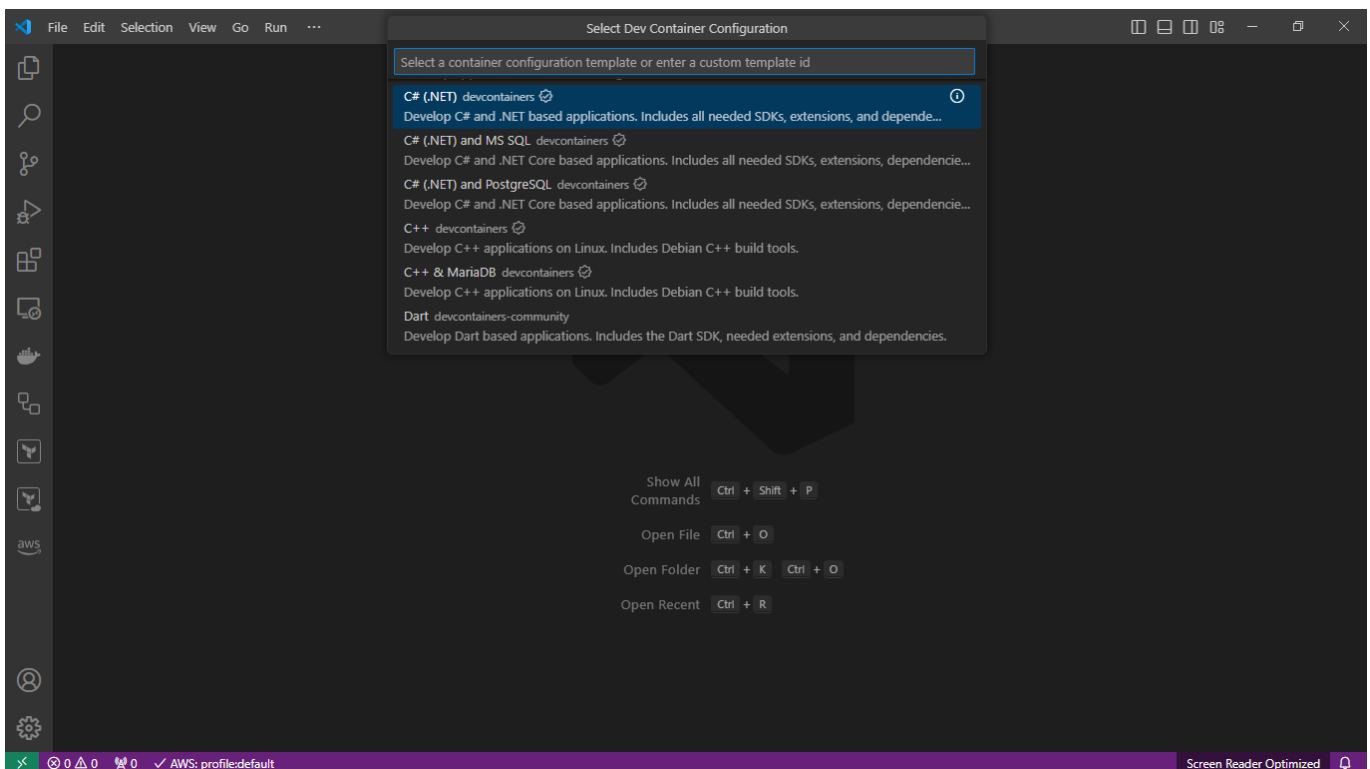 File Edit Selection View Go Run ···
Select Dev Container Configuration
Select a container configuration template or enter a custom template id
C# (.NET) devcontainers
Develop C# and .NET based applications. Includes all needed SDKs, extensions, and depende...
C# (.NET) and MS SQL devcontainers
Develop C# and .NET Core based applications. Includes all needed SDKs, extensions, dependencie...
C# (.NET) and PostgreSQL devcontainers
Develop C# and .NET Core based applications. Includes all needed SDKs, extensions, dependencie...
C++ devcontainers
Develop C++ applications on Linux. Includes Debian C++ build tools.
C++ & MariaDB devcontainers
Develop C++ applications on Linux. Includes Debian C++ build tools.
Dart devcontainers-community
Develop Dart based applications. Includes the Dart SDK, needed extensions, and dependencies.
Show All
Commands Ctrl + Shift + P
Open File Ctrl + O
Open Folder Ctrl + K Ctrl + O
Open Recent Ctrl + R
aws
0 0 0 AWS: profile:default Screen Reader Optimized